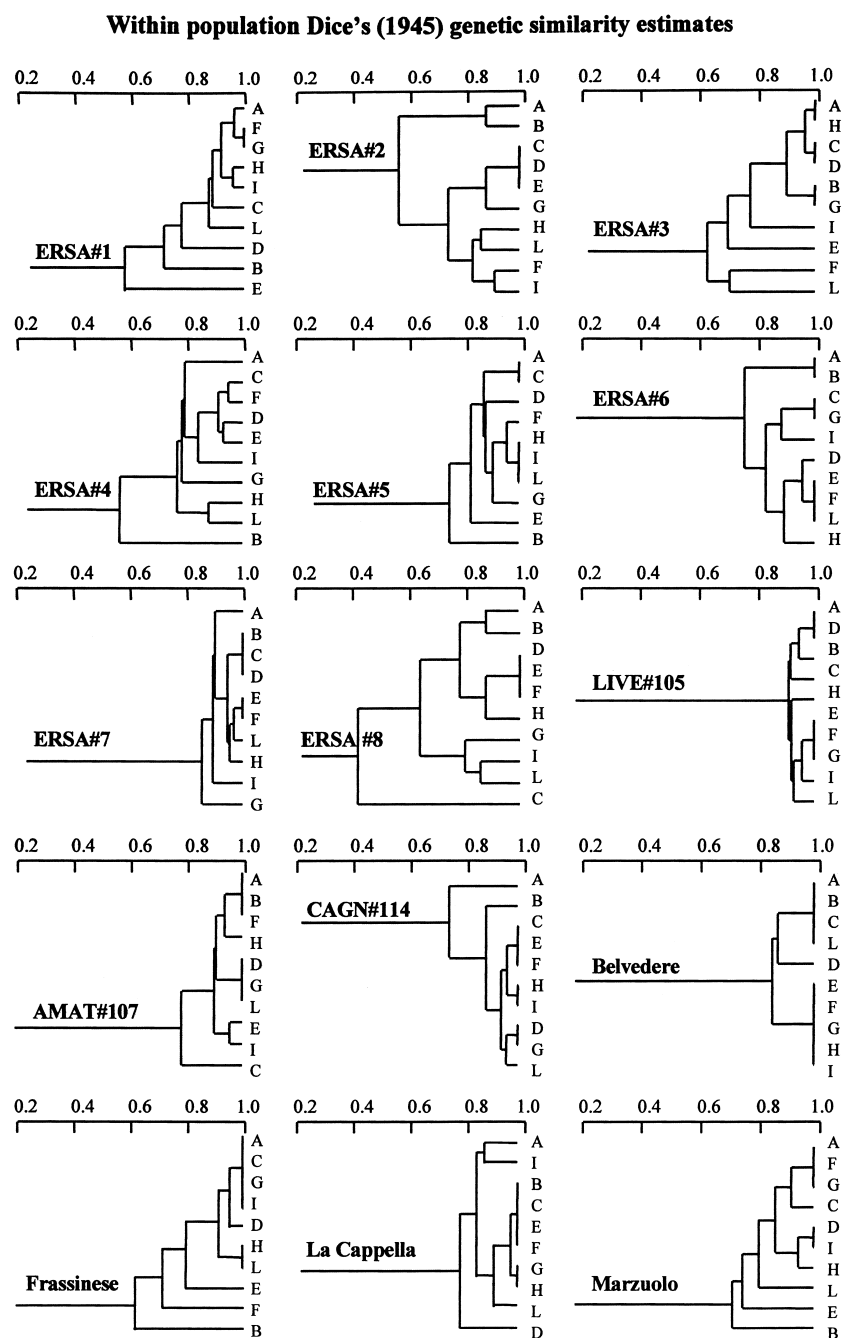 Within population Dice's (1945) genetic similarity estimates
0.2 0.4 0.6 0.8 1.0
A
F
G
H
I
C
L
D
B
E
ERSA#1
0.2 0.4 0.6 0.8 1.0
A
B
C
D
E
G
H
L
F
I
ERSA#2
0.2 0.4 0.6 0.8 1.0
A
H
C
D
B
G
I
E
F
L
ERSA#3
0.2 0.4 0.6 0.8 1.0
A
C
F
D
E
I
G
H
L
B
ERSA#4
0.2 0.4 0.6 0.8 1.0
A
C
D
F
H
I
L
G
E
B
ERSA#5
0.2 0.4 0.6 0.8 1.0
A
B
C
G
I
D
E
F
L
H
ERSA#6
0.2 0.4 0.6 0.8 1.0
A
B
C
D
E
F
L
H
I
G
ERSA#7
0.2 0.4 0.6 0.8 1.0
A
B
D
E
F
H
G
I
L
C
ERSA#8
0.2 0.4 0.6 0.8 1.0
A
D
B
C
H
E
F
G
I
L
LIVE#105
0.2 0.4 0.6 0.8 1.0
A
B
F
H
D
G
L
E
I
C
AMAT#107
0.2 0.4 0.6 0.8 1.0
A
B
C
E
F
H
I
D
G
L
CAGN#114
0.2 0.4 0.6 0.8 1.0
A
B
C
L
D
E
F
G
H
I
Belvedere
0.2 0.4 0.6 0.8 1.0
A
C
G
I
D
H
L
E
F
B
Frassinese
0.2 0.4 0.6 0.8 1.0
A
I
B
C
E
F
G
H
L
D
La Cappella
0.2 0.4 0.6 0.8 1.0
A
F
G
C
D
I
H
L
E
B
Marzuolo